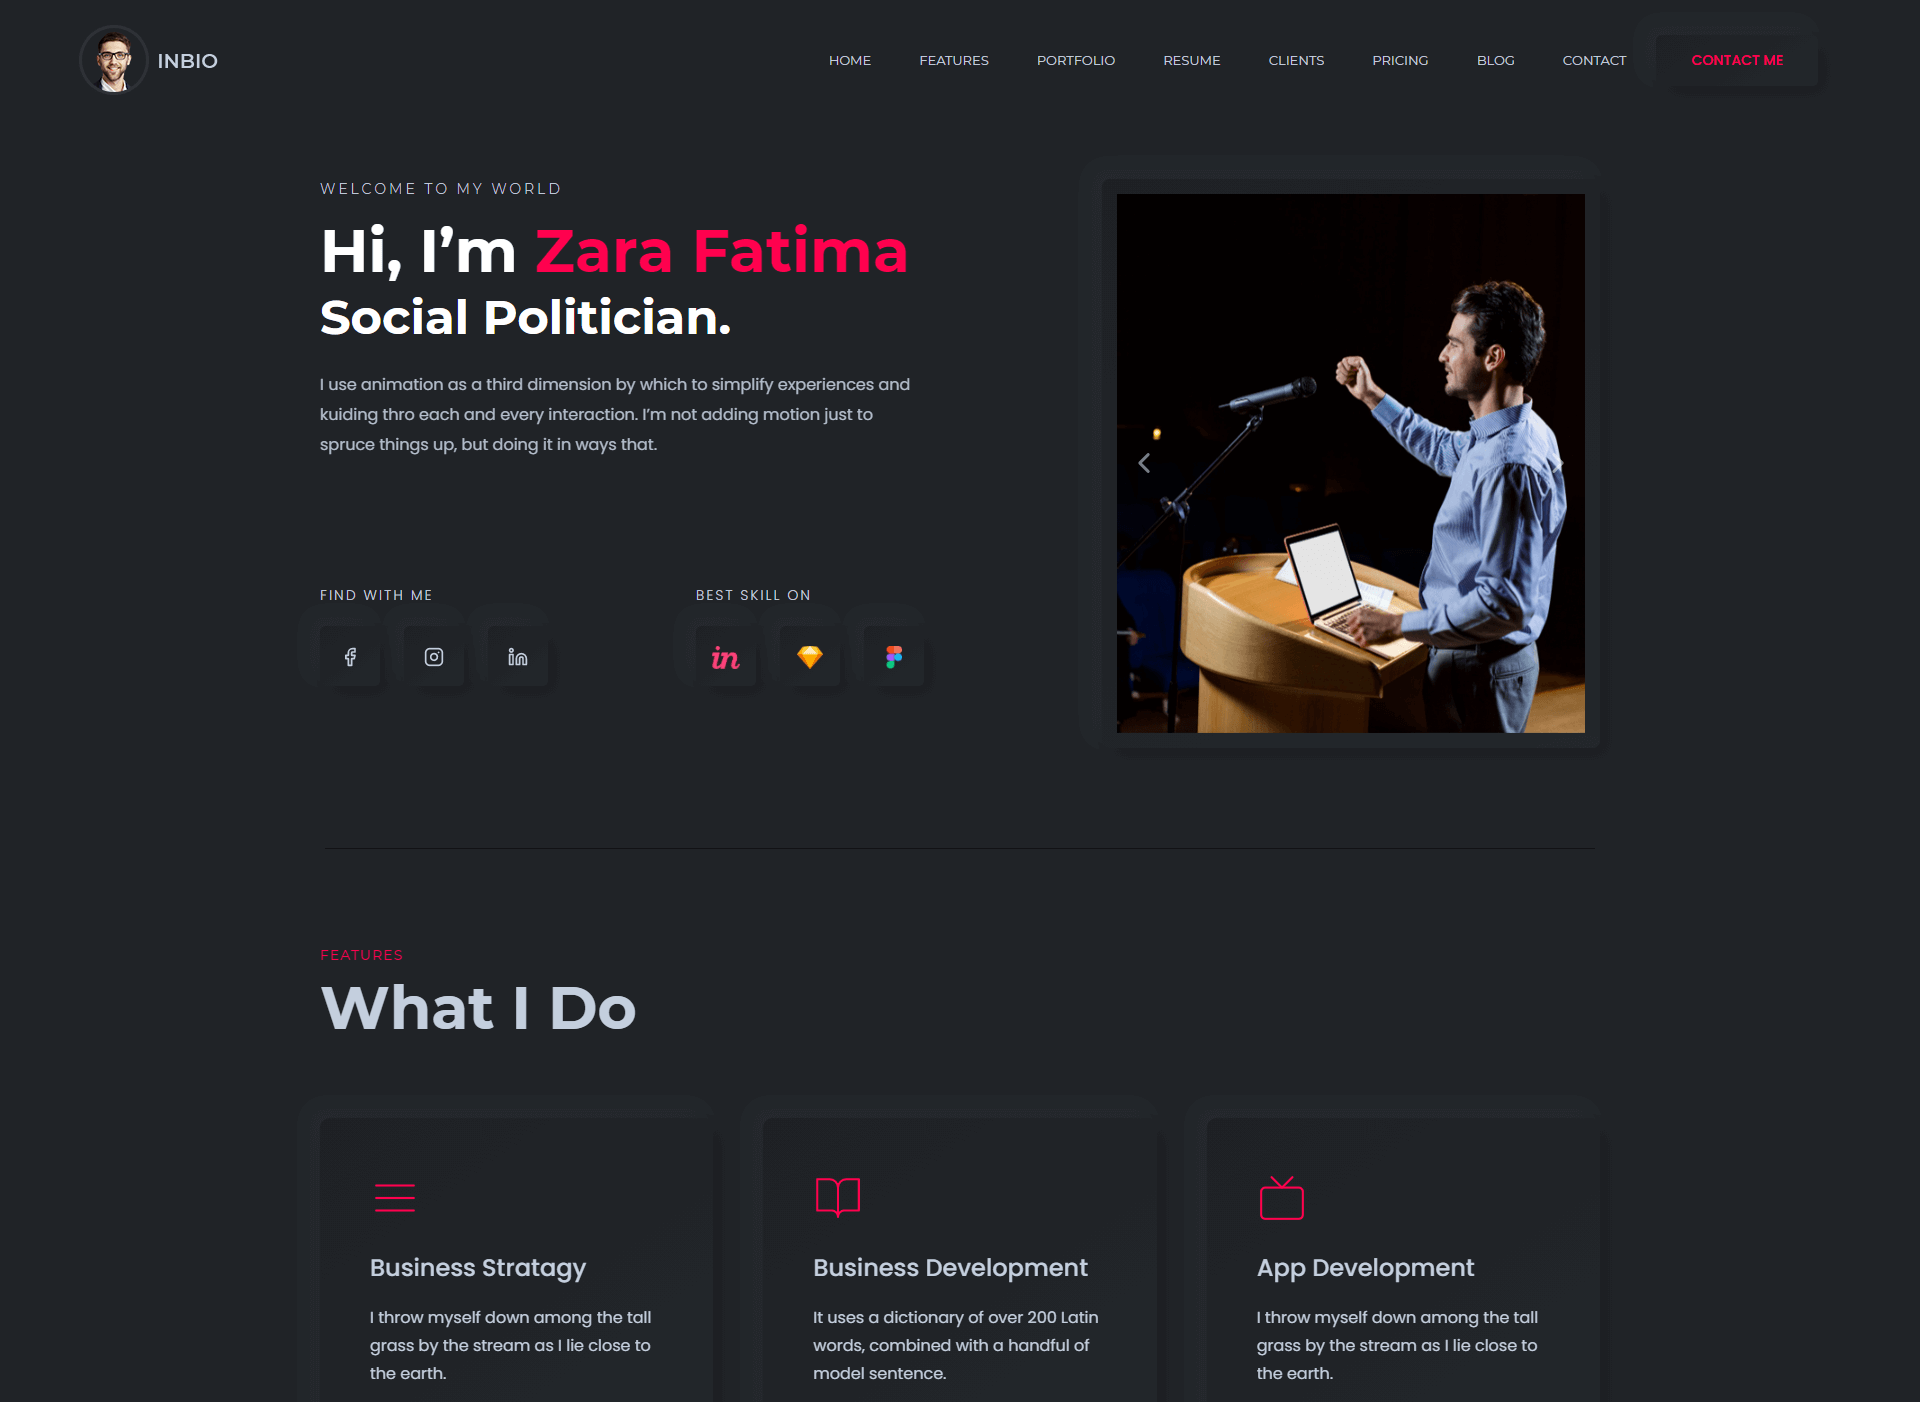 INBIO
HOME
FEATURES
PORTFOLIO
RESUME
CLIENTS
PRICING
BLOG
CONTACT
CONTACT ME
WELCOME TO MY WORLD
Hi, I’m Zara Fatima
Social Politician.
I use animation as a third dimension by which to simplify experiences and
kuiding thro each and every interaction. I’m not adding motion just to
spruce things up, but doing it in ways that.
FIND WITH ME
BEST SKILL ON
in
FEATURES
What I Do
Business Stratagy
I throw myself down among the tall
grass by the stream as I lie close to
the earth.
Business Development
It uses a dictionary of over 200 Latin
words, combined with a handful of
model sentence.
App Development
I throw myself down among the tall
grass by the stream as I lie close to
the earth.